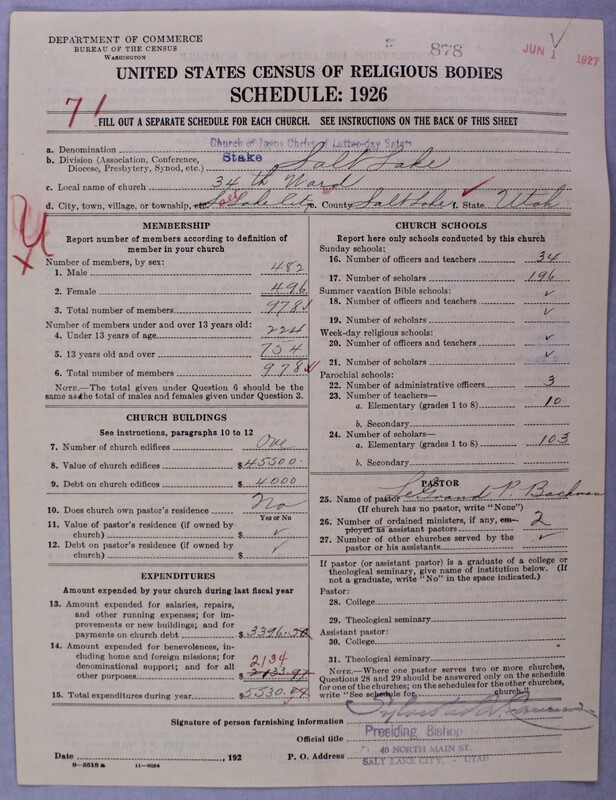 DEPARTMENT OF COMMERCE
BUREAU OF THE CENSUS
WASHINGTON
878
JUN 1 1927
UNITED STATES CENSUS OF RELIGIOUS BODIES
SCHEDULE: 1926
71
FILL OUT A SEPARATE SCHEDULE FOR EACH CHURCH. SEE INSTRUCTIONS ON THE BACK OF THIS SHEET
a. Denomination Church of Jesus Christ of Latter-day Saints
b. Division (Association, Conference, Diocese, Presbytery, Synod, etc.) Stake Salt Lake
c. Local name of church 34th Ward
d. City, town, village, or township, etc. Salt Lake City e. County Salt Lake f. State Utah
MEMBERSHIP
Report number of members according to definition of
member in your church
Number of members, by sex:
1. Male 482
2. Female 496
3. Total number of members 978
Number of members under and over 13 years old:
4. Under 13 years of age 224
5. 13 years old and over 754
6. Total number of members 978
NOTE.—The total given under Question 6 should be the
same as the total of males and females given under Question 3.
CHURCH BUILDINGS
See instructions, paragraphs 10 to 12
7. Number of church edifices One
8. Value of church edifices $45500
9. Debt on church edifices $4000
10. Does church own pastor's residence? No
Yes or No
11. Value of pastor's residence (if owned by
church) $ ✓
12. Debt on pastor's residence (if owned by
church) $ ✓
EXPENDITURES
Amount expended by your church during last fiscal year
13. Amount expended for salaries, repairs,
and other running expenses; for im-
provements or new buildings; and for
payments on church debt $3396.50
14. Amount expended for benevolences, in-
cluding home and foreign missions; for
denominational support; and for all
other purposes $2133.97 2134
15. Total expenditures during year $5530.
CHURCH SCHOOLS
Report here only schools conducted by this church
Sunday schools:
16. Number of officers and teachers 34
17. Number of scholars 196
Summer vacation Bible schools:
18. Number of officers and teachers ✓
19. Number of scholars ✓
Week-day religious schools:
20. Number of officers and teachers ✓
21. Number of scholars ✓
Parochial schools:
22. Number of administrative officers 3
23. Number of teachers—
a. Elementary (grades 1 to 8) 10
b. Secondary
24. Number of scholars—
a. Elementary (grades 1 to 8) 103
b. Secondary
PASTOR
25. Name of pastor LeGrand P. Backman
(If church has no pastor, write "None")
26. Number of ordained ministers, if any, em-
ployed as assistant pastors 2
27. Number of other churches served by the
pastor or his assistants ✓
If pastor (or assistant pastor) is a graduate of a college or
theological seminary, give name of institution below. (If
not a graduate, write "No" in the space indicated.)
Pastor:
28. College
29. Theological seminary
Assistant pastor:
30. College
31. Theological seminary
NOTE.—Where one pastor serves two or more churches,
Questions 28 and 29 should be answered only on the schedule
for one of the churches; on the schedules for the other churches,
write "See schedule for church."
Signature of person furnishing information
Official title Presiding Bishop
Date , 192 P. O. Address 40 NORTH MAIN ST.
SALT LAKE CITY, - UTAH
8—5518 a 11—9084